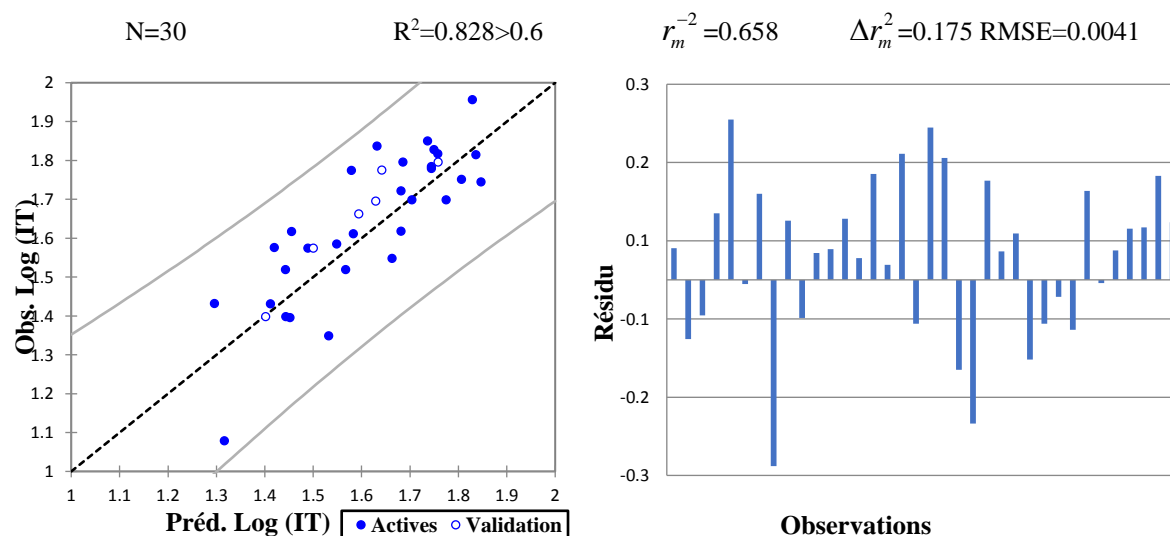 N=30 R²=0.828>0.6
r_m^{-2} =0.658 Δr_m^2=0.175 RMSE=0.0041
2
1.9
1.8
1.7
1.6
1.5
1.4
1.3
1.2
1.1
1
Obs. Log (IT)
1 1.1 1.2 1.3 1.4 1.5 1.6 1.7 1.8 1.9 2
Préd. Log (IT)
Actives Validation
0.3
0.2
0.1
-0.1
-0.2
-0.3
Résidu
Observations